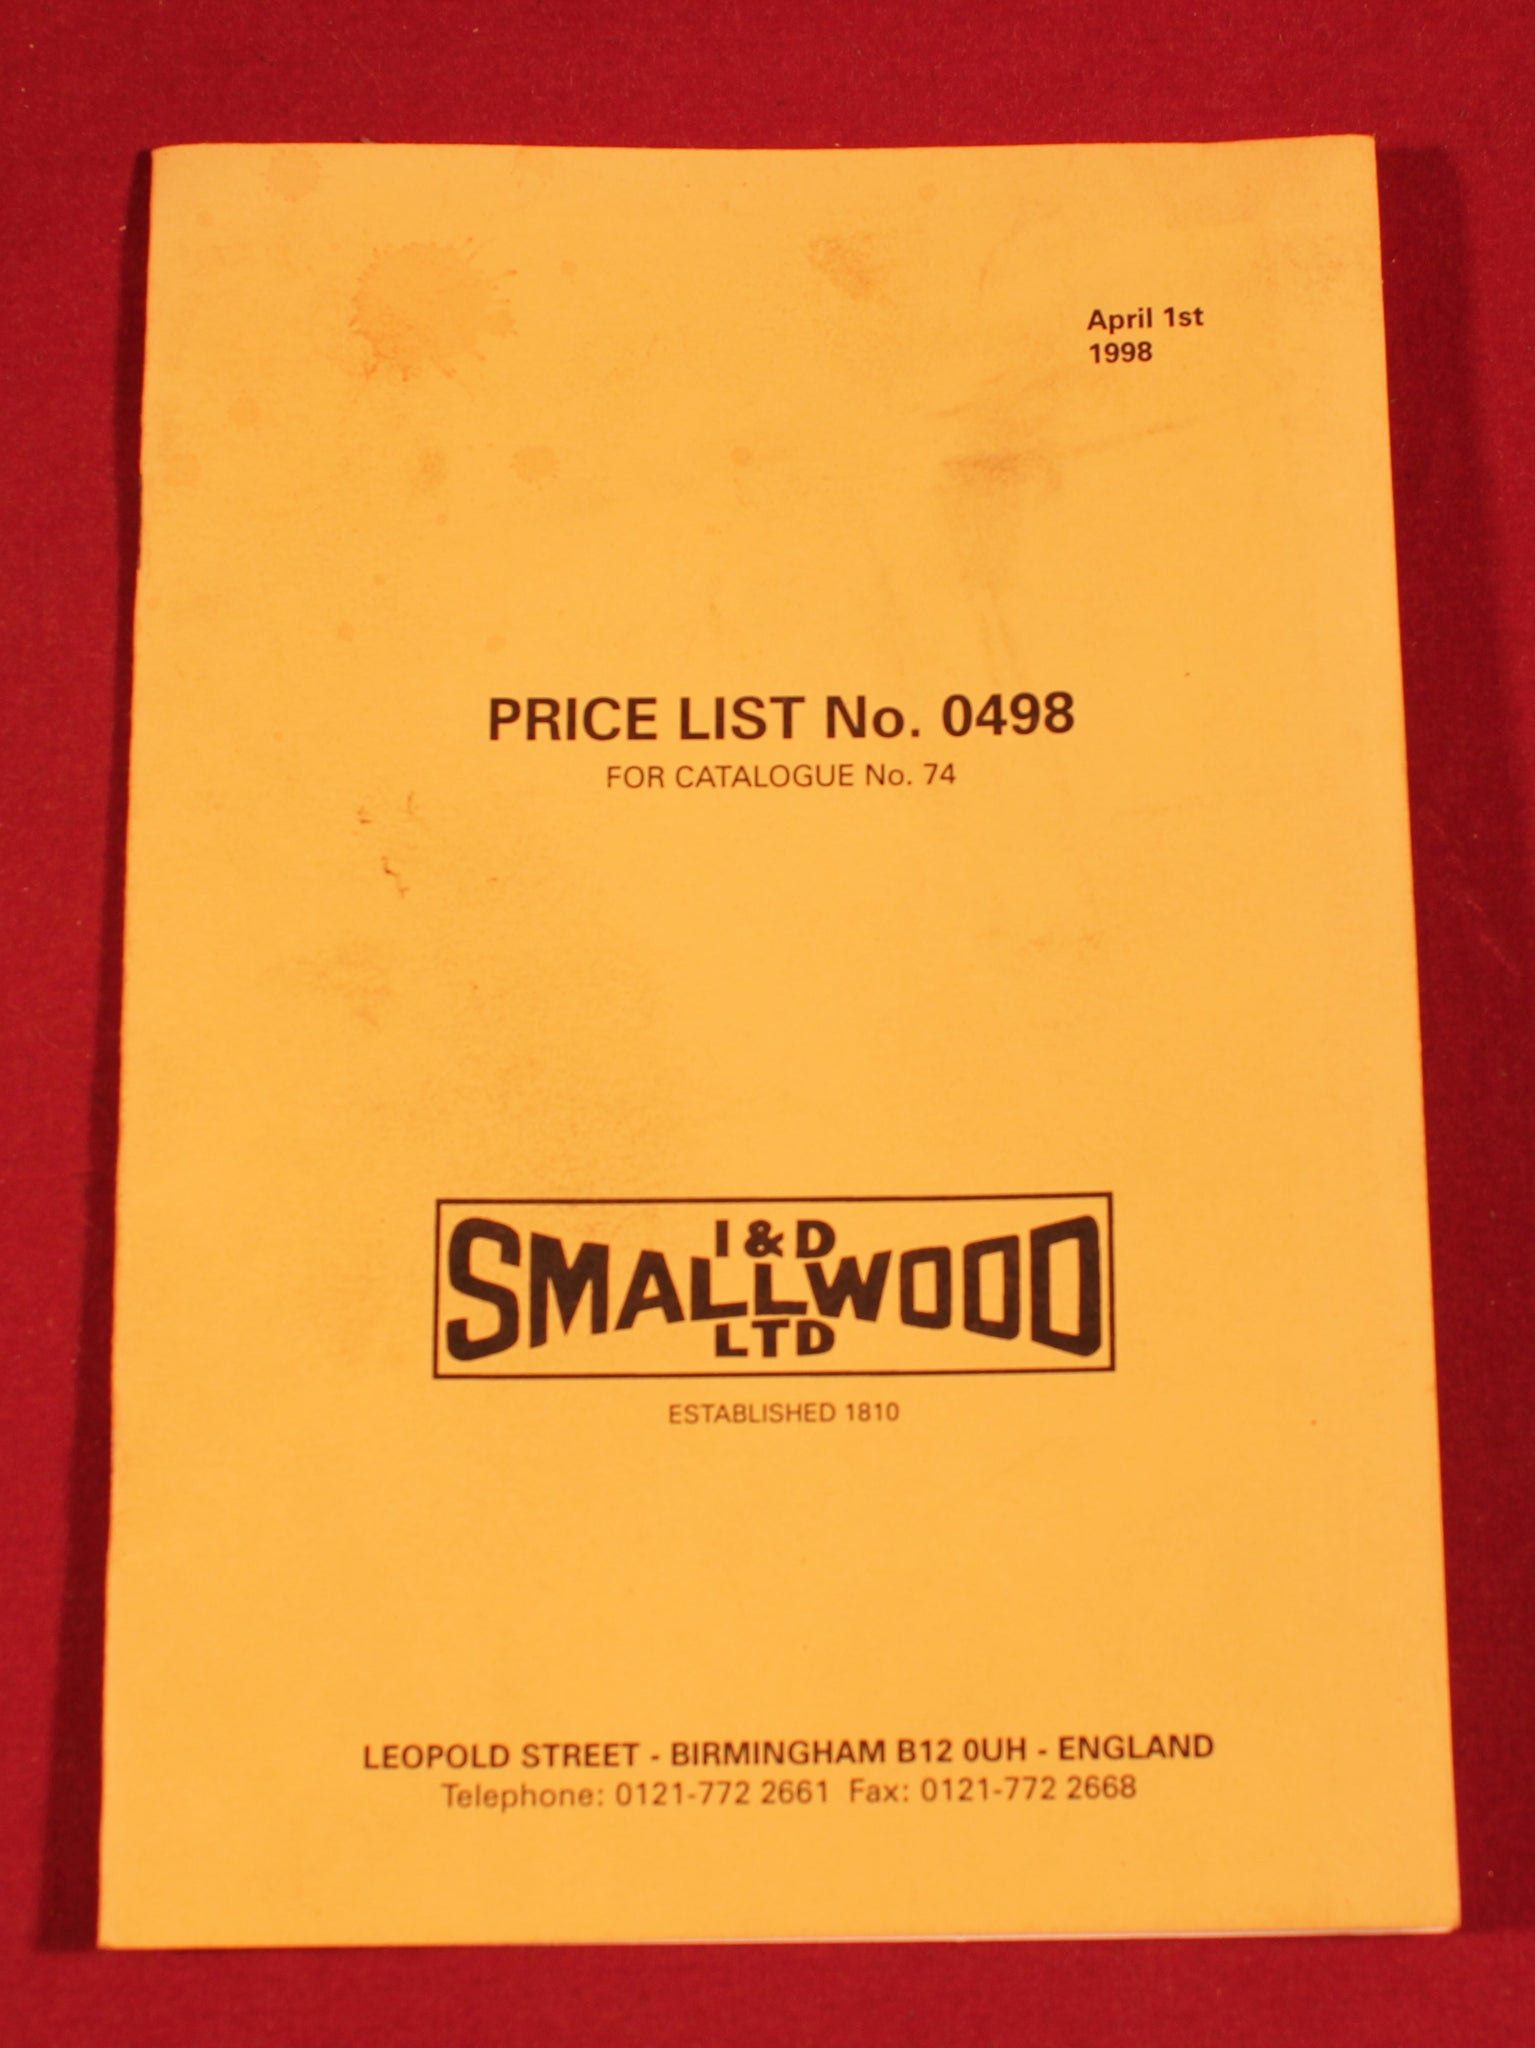 April 1st
1998
PRICE LIST No. 0498
FOR CATALOGUE No. 74
I & D
SMALLWOOD
LTD
ESTABLISHED 1810
LEOPOLD STREET - BIRMINGHAM B12 0UH - ENGLAND
Telephone: 0121-772 2661 Fax: 0121-772 2668